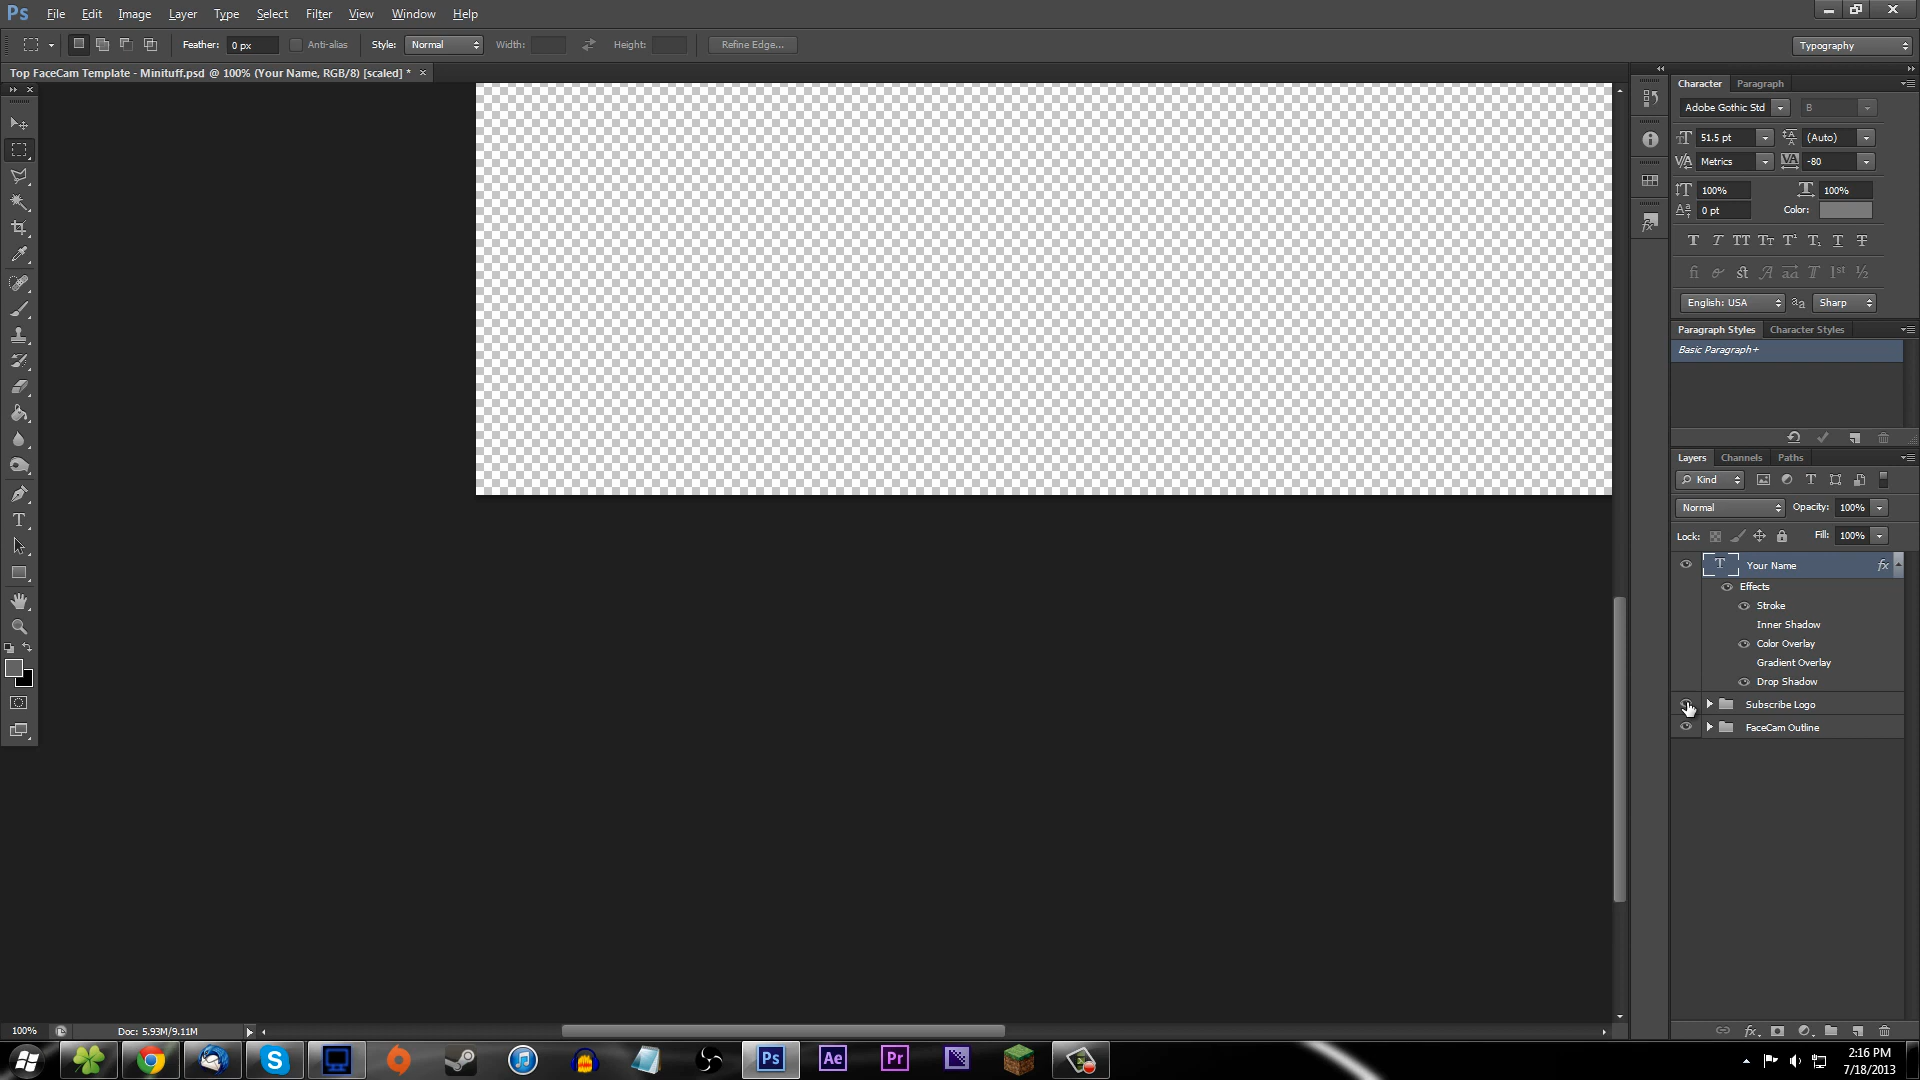 Ps File Edit Image Layer Type Select Filter View Window Help
Feather: 0 px Anti-alias Style: Normal Width: Height: Refine Edge... Typography
Top FaceCam Template - Minituff.psd @ 100% (Your Name, RGB/8) [scaled] *
Character Paragraph
Adobe Gothic Std B
51.5 pt (Auto)
Metrics -80
100% 100%
0 pt Color:
English: USA Sharp
Paragraph Styles Character Styles
Basic Paragraph+
Layers Channels Paths
Kind
Normal Opacity: 100%
Lock: Fill: 100%
Your Name fx
Effects
Stroke
Inner Shadow
Color Overlay
Gradient Overlay
Drop Shadow
Subscribe Logo
FaceCam Outline
100% Doc: 5.93M/9.11M
Ps Ae Pr
2:16 PM
7/18/2013